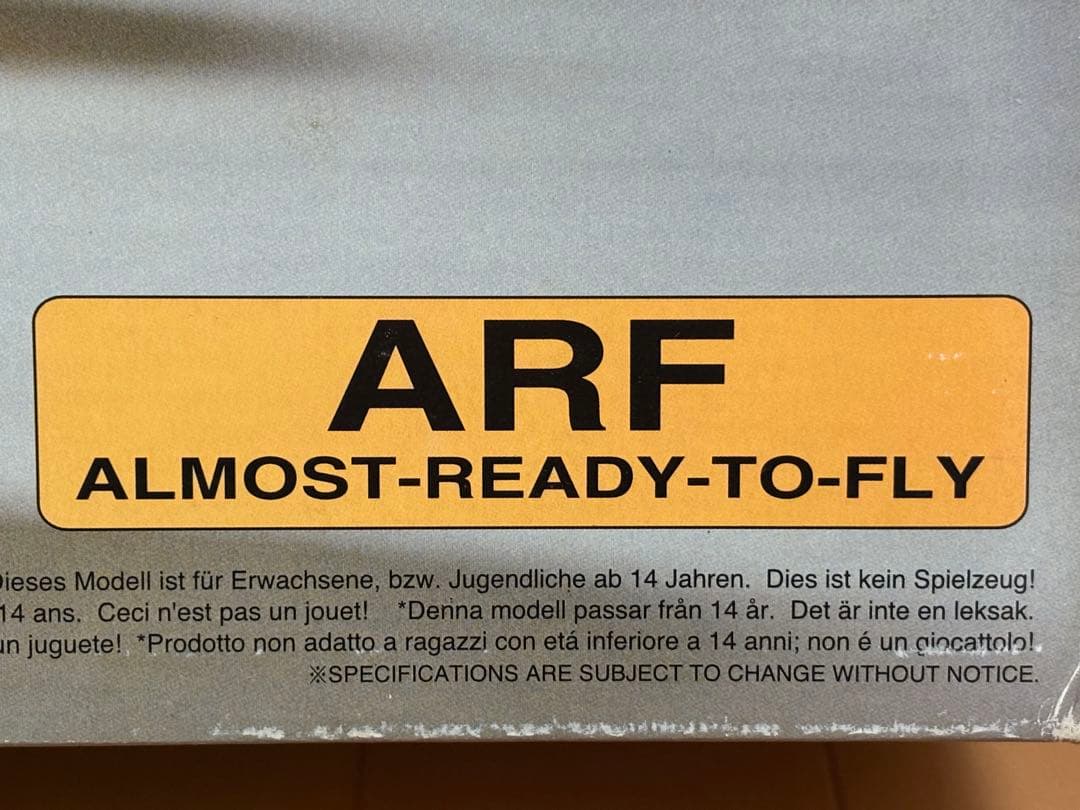 ARF
ALMOST-READY-TO-FLY
Dieses Modell ist für Erwachsene, bzw. Jugendliche ab 14 Jahren. Dies ist kein Spielzeug!
14 ans. Ceci n'est pas un jouet! *Denna modell passar från 14 år. Det är inte en leksak.
un juguete! *Prodotto non adatto a ragazzi con etá inferiore a 14 anni; non é un giocattolo!
※SPECIFICATIONS ARE SUBJECT TO CHANGE WITHOUT NOTICE.